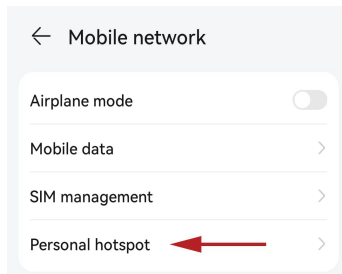 Mobile network
Airplane mode
Mobile data
SIM management
Personal hotspot